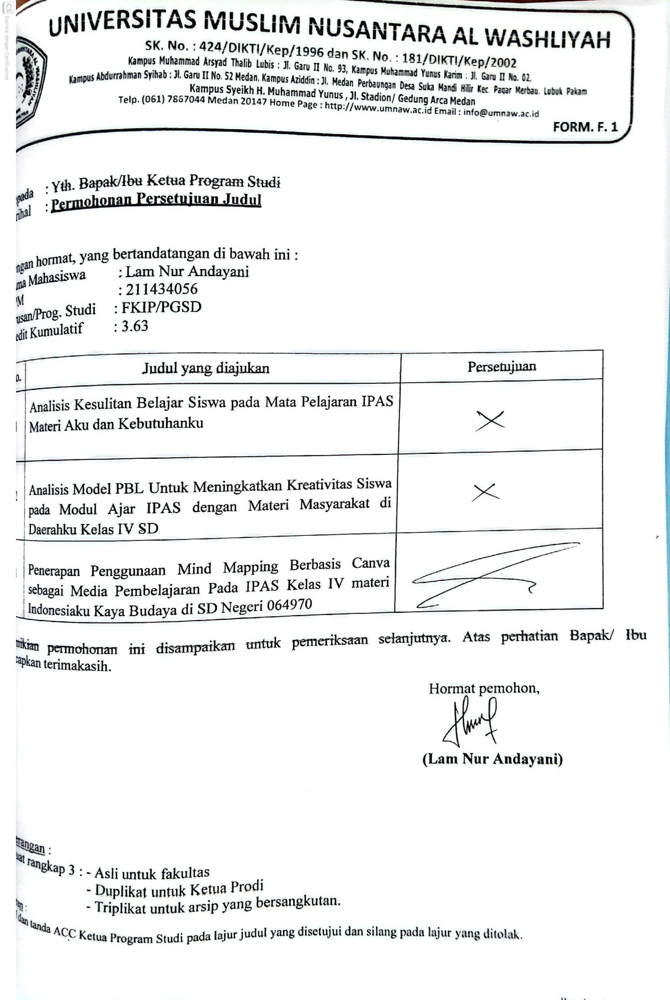 CS Dipindai dengan CamScanner
UNIVERSITAS MUSLIM NUSANTARA AL WASHLIYAH
SK. No. : 424/DIKTI/Kep/1996 dan SK. No. : 181/DIKTI/Kep/2002
Kampus Muhammad Arsyad Thalib Lubis : Jl. Garu II No. 93, Kampus Muhammad Yunus Karim : Jl. Garu II No. 02,
Kampus Abdurrahman Syihab : Jl. Garu II No. 52 Medan, Kampus Aziddin : Jl. Medan Perbaungan Desa Suka Mandi Hilir Kec. Pagar Merbau. Lubuk Pakam
Kampus Syeikh H. Muhammad Yunus , Jl. Stadion/ Gedung Arca Medan
Telp. (061) 7867044 Medan 20147 Home Page : http://www.umnaw.ac.id Email : info@umnaw.ac.id
FORM. F. 1
pada : Yth. Bapak/Ibu Ketua Program Studi
rihal : Permohonan Persetujuan Judul
ngan hormat, yang bertandatangan di bawah ini :
ma Mahasiswa : Lam Nur Andayani
PM : 211434056
usan/Prog. Studi : FKIP/PGSD
edit Kumulatif : 3.63
o. Judul yang diajukan Persetujuan
Analisis Kesulitan Belajar Siswa pada Mata Pelajaran IPAS
Materi Aku dan Kebutuhanku
Analisis Model PBL Untuk Meningkatkan Kreativitas Siswa
pada Modul Ajar IPAS dengan Materi Masyarakat di
Daerahku Kelas IV SD
Penerapan Penggunaan Mind Mapping Berbasis Canva
sebagai Media Pembelajaran Pada IPAS Kelas IV materi
Indonesiaku Kaya Budaya di SD Negeri 064970
mikian permohonan ini disampaikan untuk pemeriksaan selanjutnya. Atas perhatian Bapak/ Ibu
capkan terimakasih.
Hormat pemohon,
(Lam Nur Andayani)
erangan :
uat rangkap 3 : - Asli untuk fakultas
- Duplikat untuk Ketua Prodi
- Triplikat untuk arsip yang bersangkutan.
an :
dan tanda ACC Ketua Program Studi pada lajur judul yang disetujui dan silang pada lajur yang ditolak.